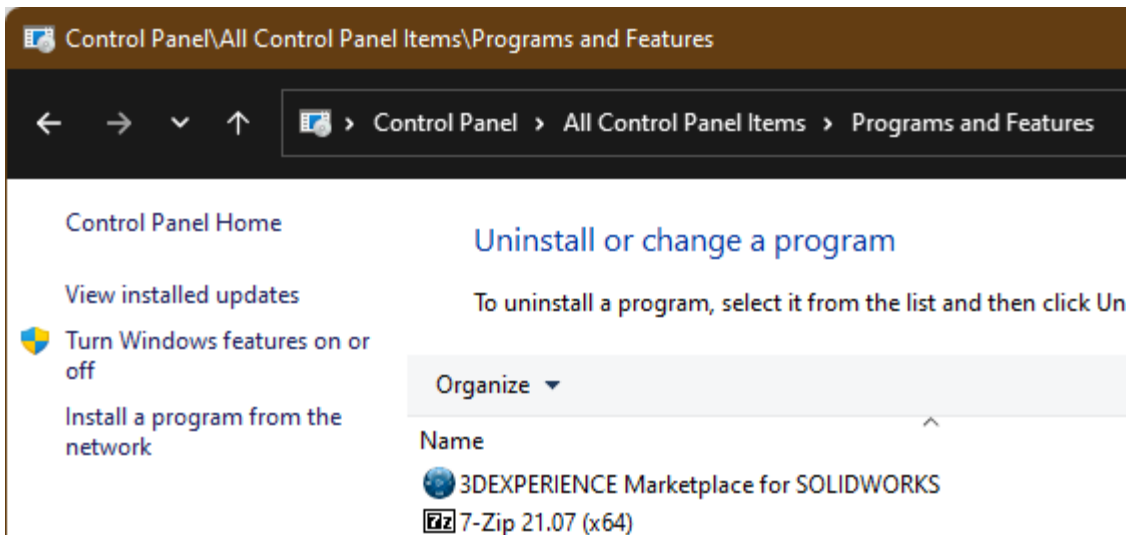 Control Panel\All Control Panel Items\Programs and Features
Control Panel > All Control Panel Items > Programs and Features
Control Panel Home
View installed updates
Turn Windows features on or
off
Install a program from the
network
Uninstall or change a program
To uninstall a program, select it from the list and then click Un
Organize
Name
3DEXPERIENCE Marketplace for SOLIDWORKS
7z 7-Zip 21.07 (x64)